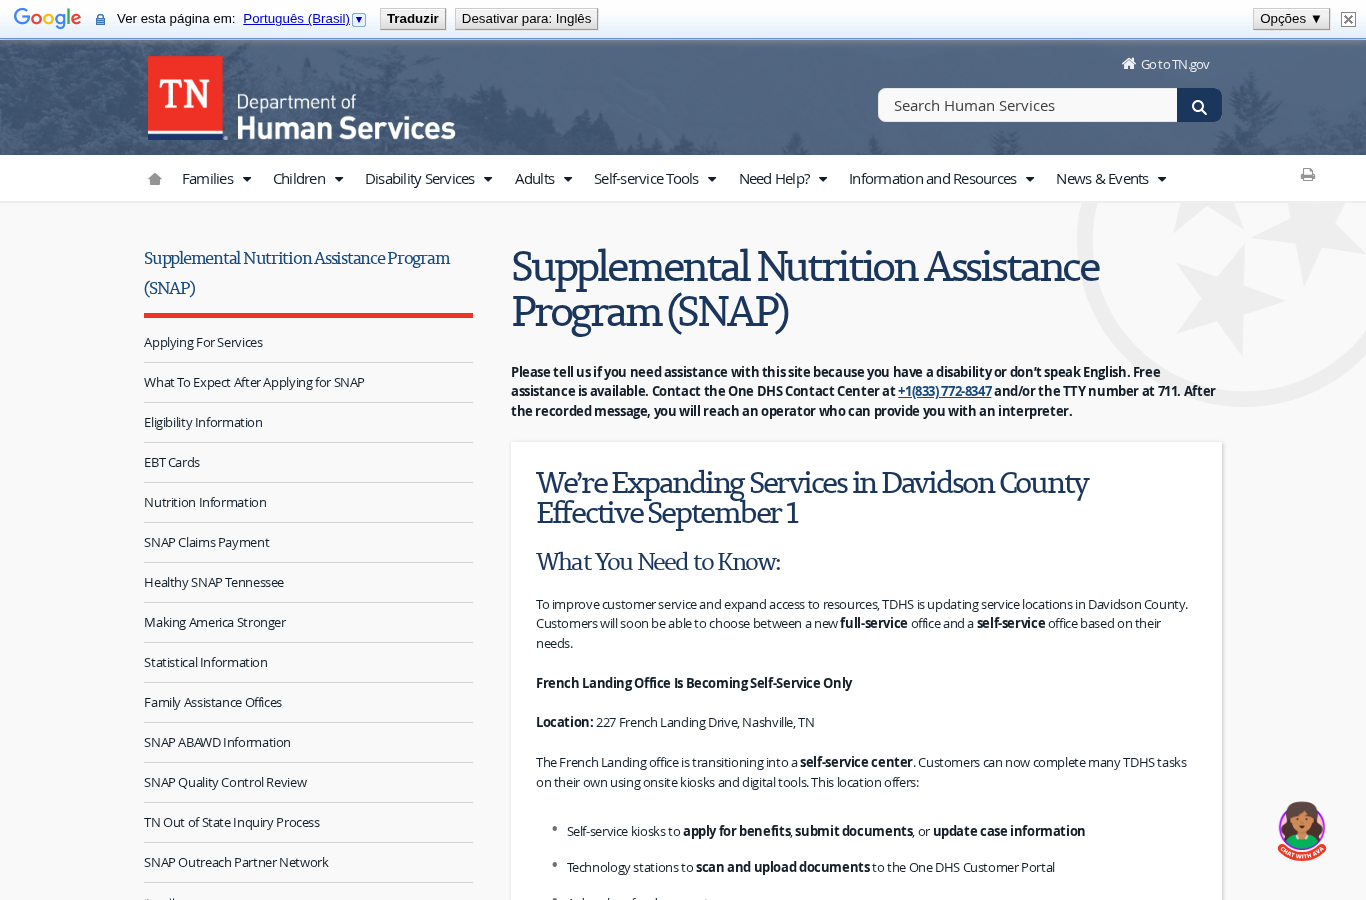 Google Ver esta página em: Português (Brasil) ▼ Traduzir Desativar para: Inglês Opções ▼
Go to TN.gov
TN Department of
Human Services
Search Human Services
Families Children Disability Services Adults Self-service Tools Need Help? Information and Resources News & Events
Supplemental Nutrition Assistance Program
(SNAP)
Applying For Services
What To Expect After Applying for SNAP
Eligibility Information
EBT Cards
Nutrition Information
SNAP Claims Payment
Healthy SNAP Tennessee
Making America Stronger
Statistical Information
Family Assistance Offices
SNAP ABAWD Information
SNAP Quality Control Review
TN Out of State Inquiry Process
SNAP Outreach Partner Network
Supplemental Nutrition Assistance
Program (SNAP)
Please tell us if you need assistance with this site because you have a disability or don’t speak English. Free
assistance is available. Contact the One DHS Contact Center at +1(833) 772-8347 and/or the TTY number at 711. After
the recorded message, you will reach an operator who can provide you with an interpreter.
We’re Expanding Services in Davidson County
Effective September 1
What You Need to Know:
To improve customer service and expand access to resources, TDHS is updating service locations in Davidson County.
Customers will soon be able to choose between a new full-service office and a self-service office based on their
needs.
French Landing Office Is Becoming Self-Service Only
Location: 227 French Landing Drive, Nashville, TN
The French Landing office is transitioning into a self-service center. Customers can now complete many TDHS tasks
on their own using onsite kiosks and digital tools. This location offers:
• Self-service kiosks to apply for benefits, submit documents, or update case information
• Technology stations to scan and upload documents to the One DHS Customer Portal
CHAT WITH AVA